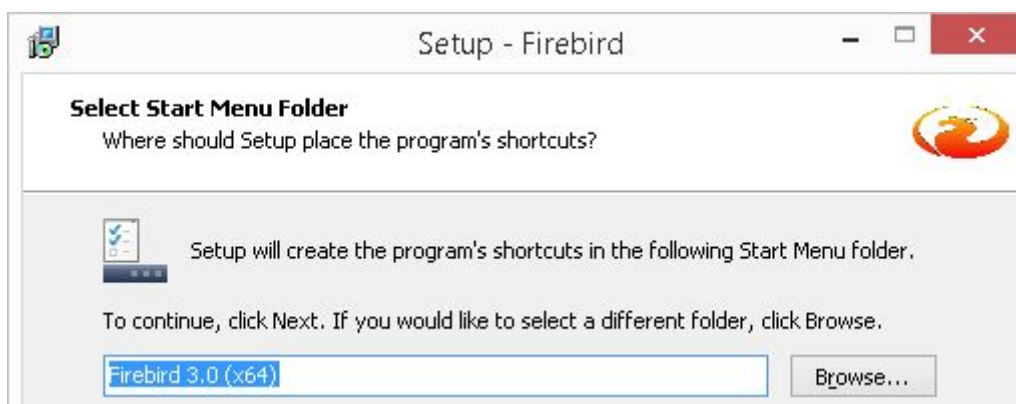 Setup - Firebird
Select Start Menu Folder
Where should Setup place the program's shortcuts?
Setup will create the program's shortcuts in the following Start Menu folder.
To continue, click Next. If you would like to select a different folder, click Browse.
Firebird 3.0 (x64)
Browse...